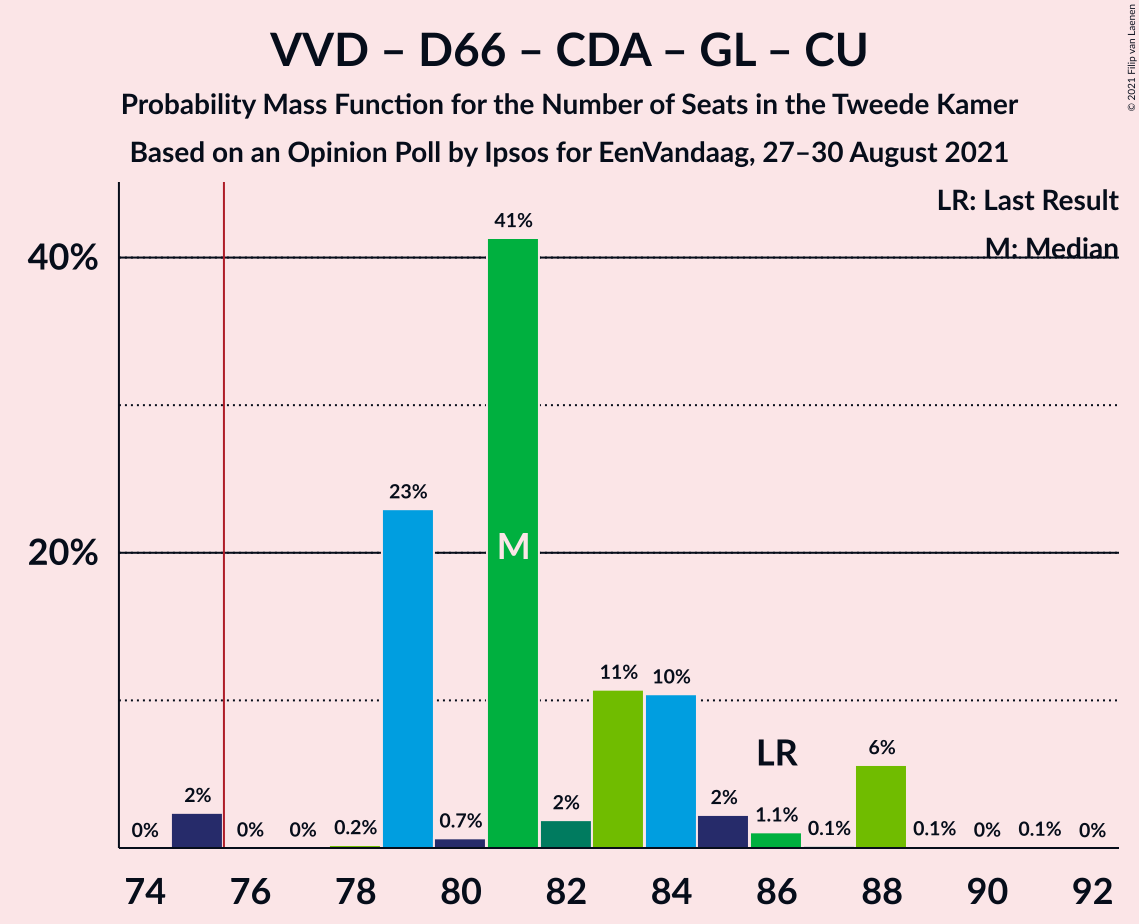 VVD – D66 – CDA – GL – CU
Probability Mass Function for the Number of Seats in the Tweede Kamer
Based on an Opinion Poll by Ipsos for EenVandaag, 27–30 August 2021
© 2021 Filip van Laenen
LR: Last Result
M: Median
40%
20%
0%
2%
0%
0%
0.2%
23%
0.7%
41%
M
2%
11%
10%
2%
LR
1.1%
0.1%
6%
0.1%
0%
0.1%
0%
74 76 78 80 82 84 86 88 90 92